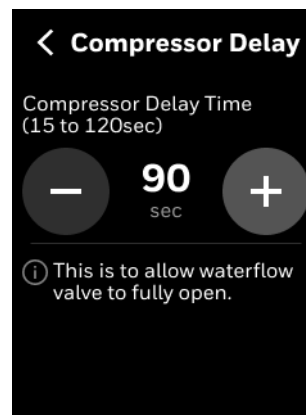 Compressor Delay
Compressor Delay Time
(15 to 120sec)
90
sec
This is to allow waterflow
valve to fully open.